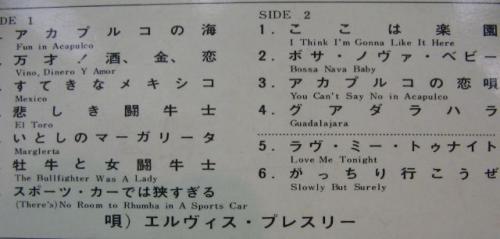 SIDE 1
アカプルコの海
Fun in Acapulco
万才！酒、金、恋
Vino, Dinero Y Amor
すてきなメキシコ
Mexico
悲しき闘牛士
El Toro
いとしのマーガリータ
Marglerta
牡牛と女闘牛士
The Bullfighter Was A Lady
スポーツ・カーでは狭すぎる
(There's) No Room to Rhumba in A Sports Car
SIDE 2
1. ここは楽園
I Think I'm Gonna Like It Here
2. ボサ・ノヴァ・ベビー
Bossa Nava Baby
3. アカプルコの恋唄
You Can't Say No in Acapulco
4. グアダラハラ
Guadalajara
5. ラヴ・ミー・トゥナイト
Love Me Tonight
6. がっちり行こうぜ
Slowly But Surely
唄）エルヴィス・プレスリー